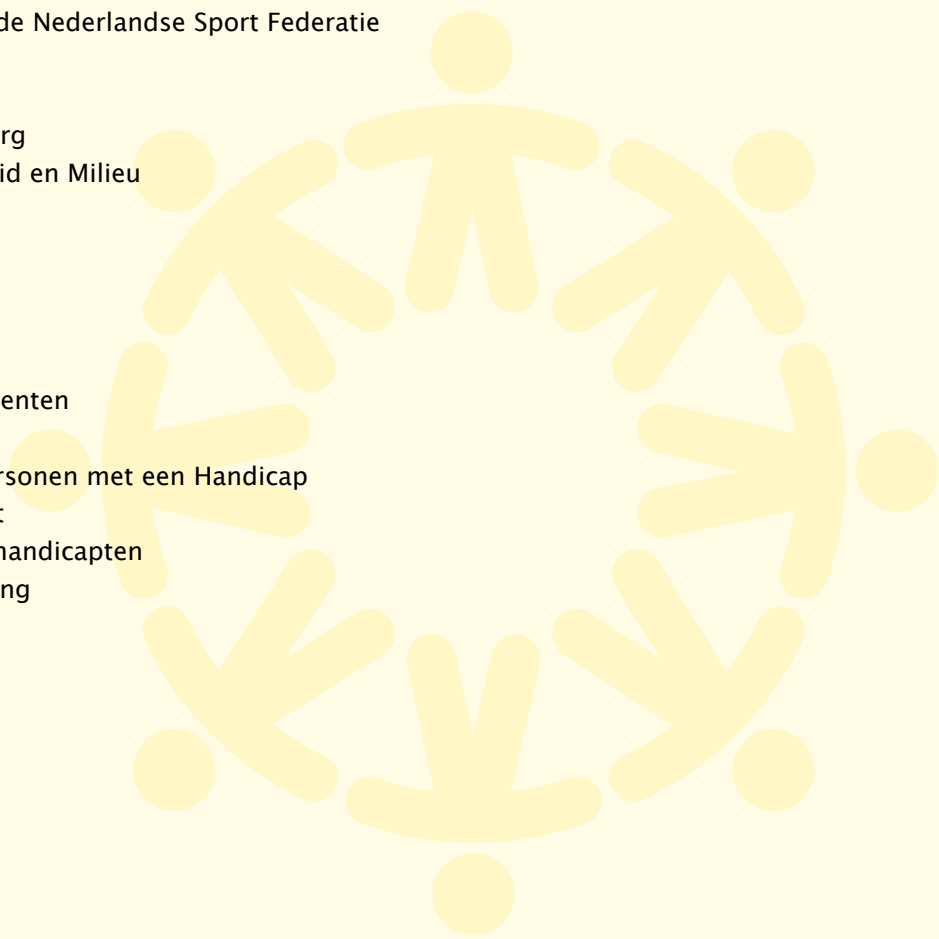 de Nederlandse Sport Federatie
rg
id en Milieu
enten
rsonen met een Handicap
t
handicapten
ng